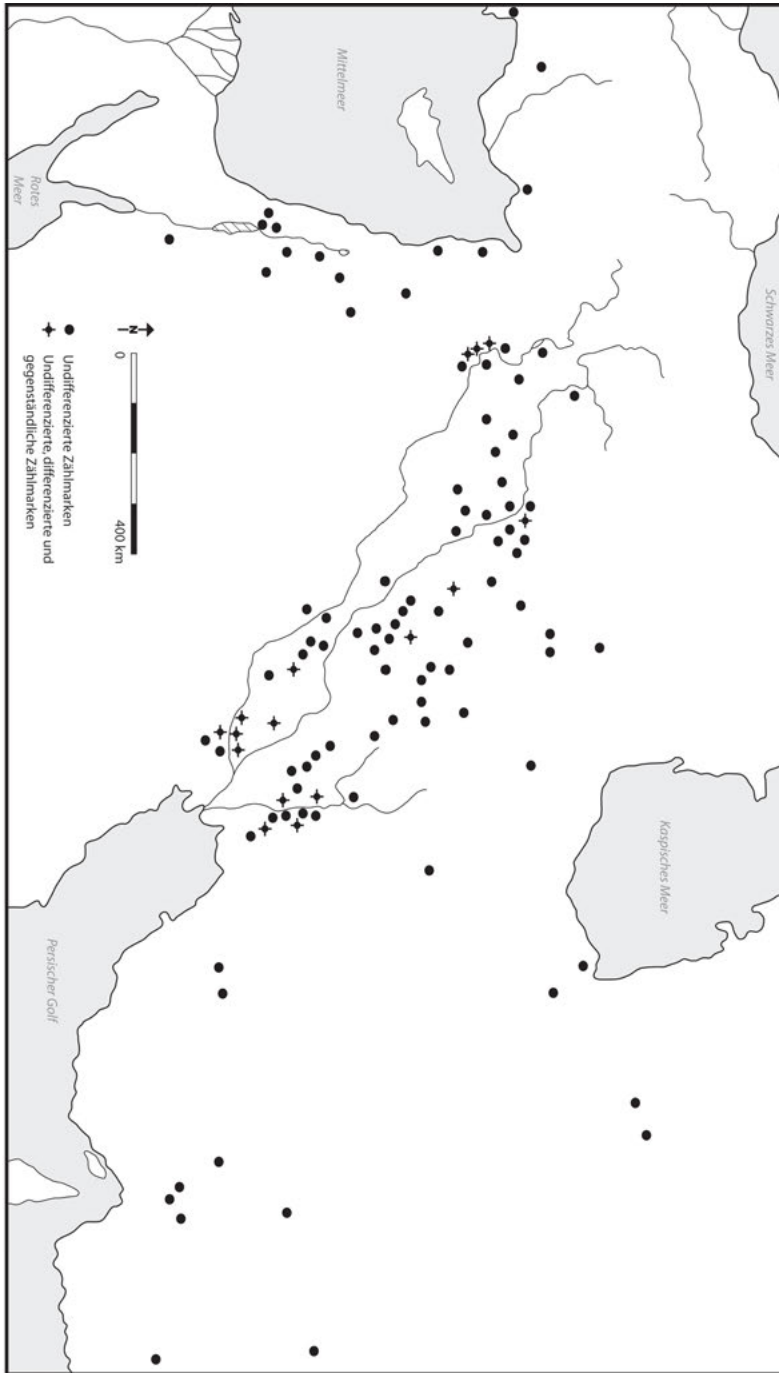 Schwarzes Meer
Kaspisches Meer
Mittelmeer
Rotes
Meer
Persischer Golf
N
0
400 km
Undifferenzierte Zählmarken
Undifferenzierte, differenzierte und
gegenständliche Zählmarken